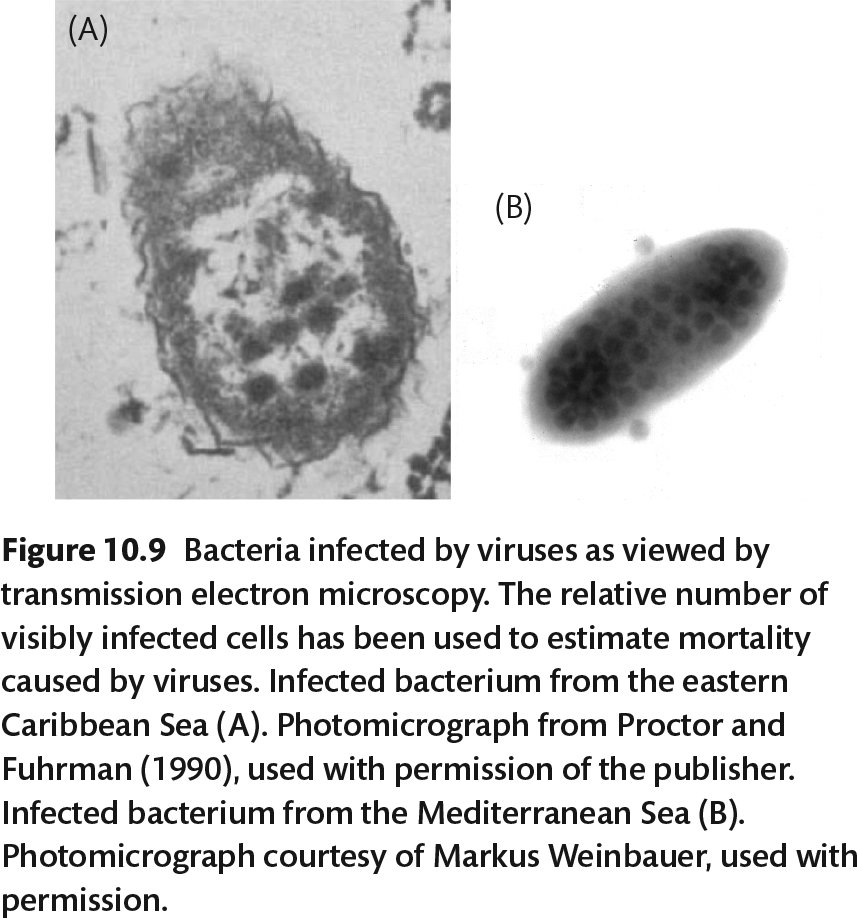 (A)
(B)
Figure 10.9 Bacteria infected by viruses as viewed by
transmission electron microscopy. The relative number of
visibly infected cells has been used to estimate mortality
caused by viruses. Infected bacterium from the eastern
Caribbean Sea (A). Photomicrograph from Proctor and
Fuhrman (1990), used with permission of the publisher.
Infected bacterium from the Mediterranean Sea (B).
Photomicrograph courtesy of Markus Weinbauer, used with
permission.